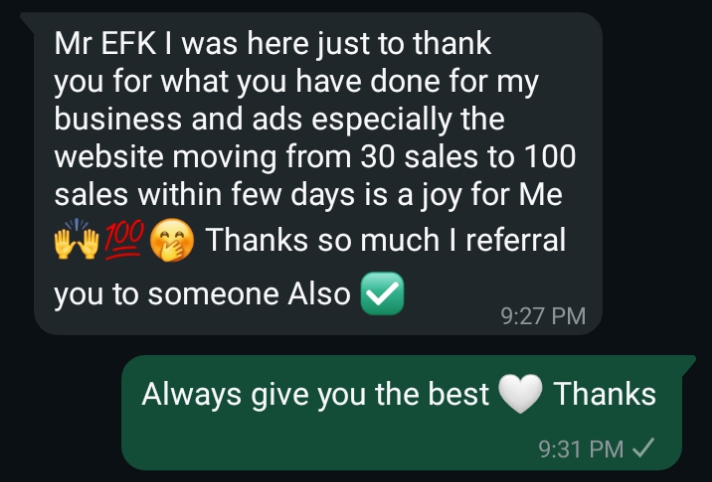 Mr EFK I was here just to thank
you for what you have done for my
business and ads especially the
website moving from 30 sales to 100
sales within few days is a joy for Me
🙌💯🤭 Thanks so much I referral
you to someone Also ✅
9:27 PM
Always give you the best 🤍 Thanks
9:31 PM ✓